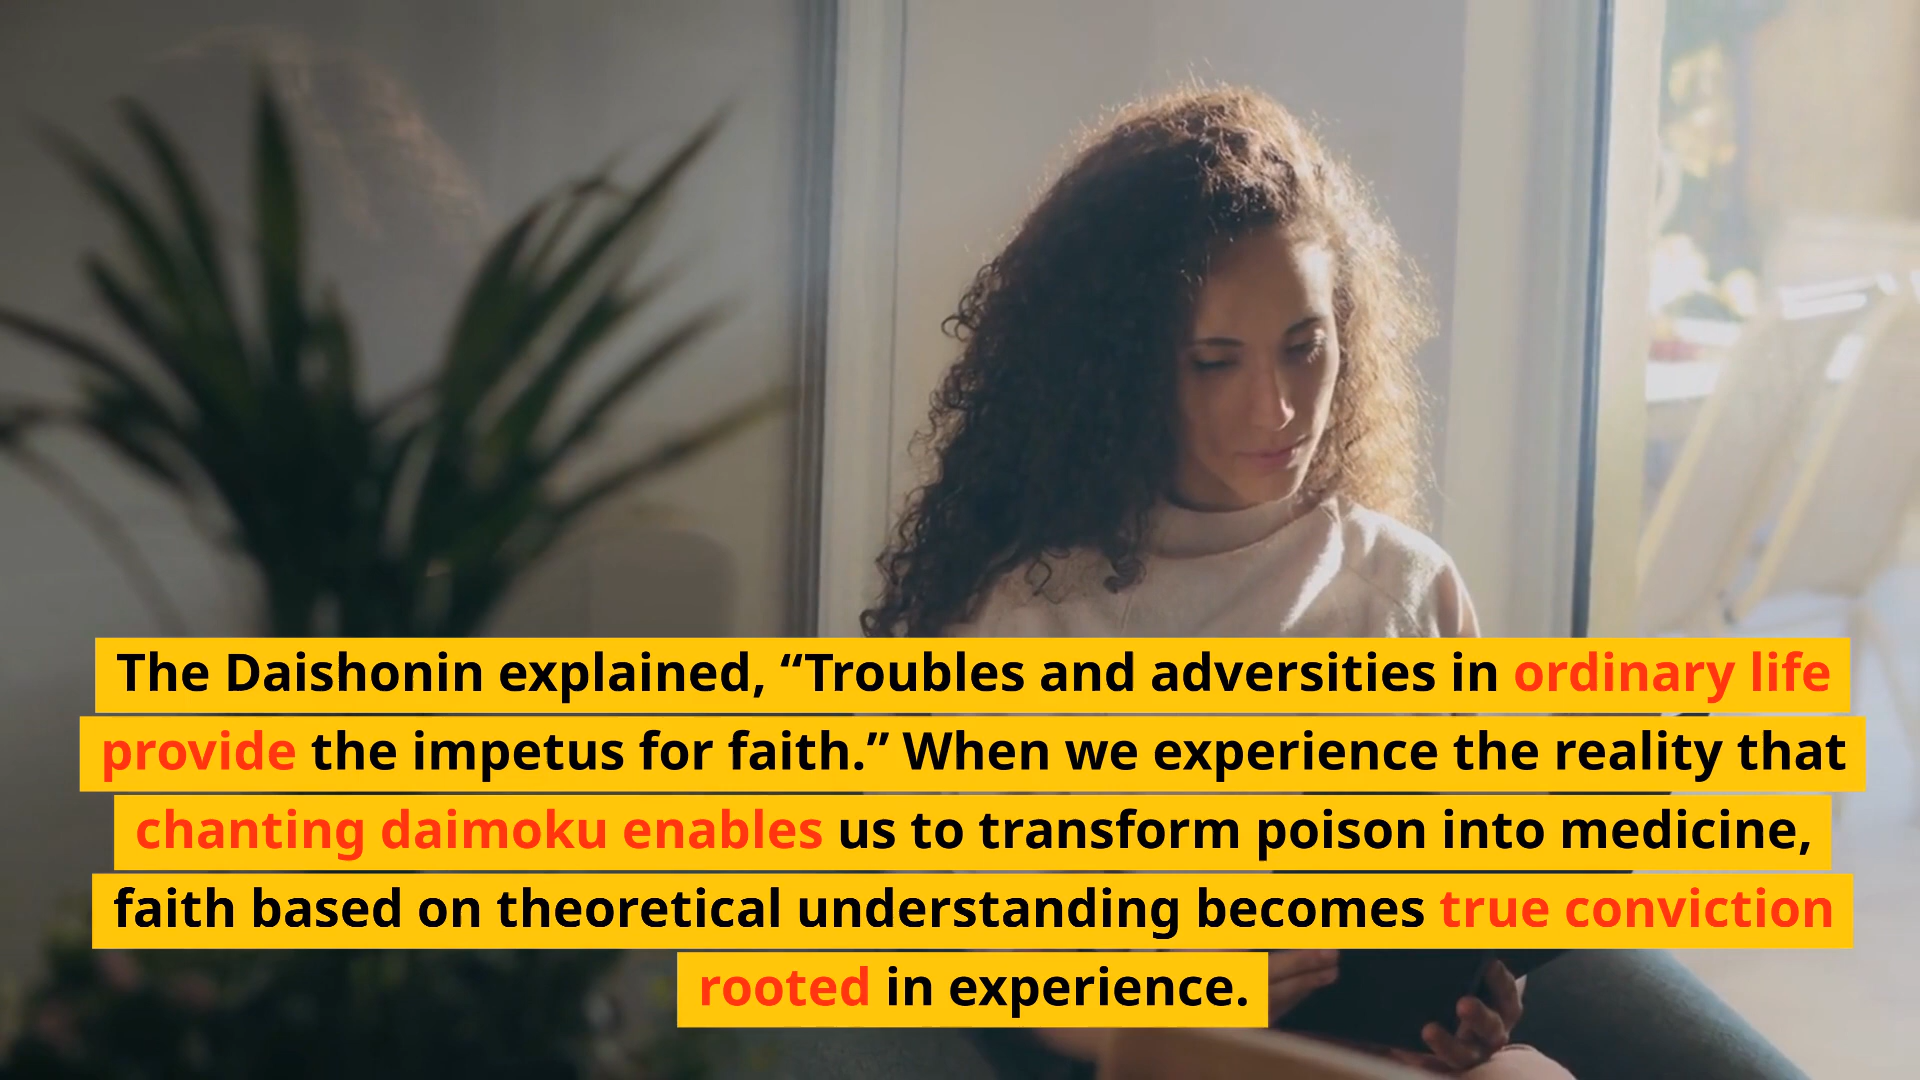 The Daishonin explained, “Troubles and adversities in ordinary life
provide the impetus for faith.” When we experience the reality that
chanting daimoku enables us to transform poison into medicine,
faith based on theoretical understanding becomes true conviction
rooted in experience.